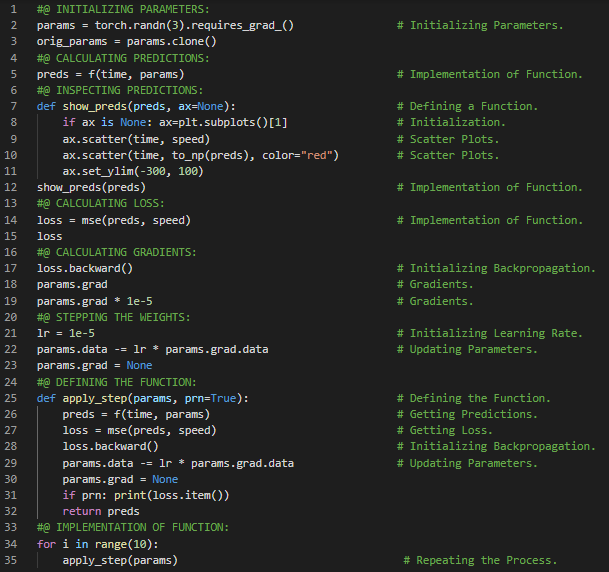 1 #@ INITIALIZING PARAMETERS:
2 params = torch.randn(3).requires_grad_() # Initializing Parameters.
3 orig_params = params.clone()
4 #@ CALCULATING PREDICTIONS:
5 preds = f(time, params) # Implementation of Function.
6 #@ INSPECTING PREDICTIONS:
7 def show_preds(preds, ax=None): # Defining a Function.
8 if ax is None: ax=plt.subplots()[1] # Initialization.
9 ax.scatter(time, speed) # Scatter Plots.
10 ax.scatter(time, to_np(preds), color="red") # Scatter Plots.
11 ax.set_ylim(-300, 100)
12 show_preds(preds) # Implementation of Function.
13 #@ CALCULATING LOSS:
14 loss = mse(preds, speed) # Implementation of Function.
15 loss
16 #@ CALCULATING GRADIENTS:
17 loss.backward() # Initializing Backpropagation.
18 params.grad # Gradients.
19 params.grad * 1e-5 # Gradients.
20 #@ STEPPING THE WEIGHTS:
21 lr = 1e-5 # Initializing Learning Rate.
22 params.data -= lr * params.grad.data # Updating Parameters.
23 params.grad = None
24 #@ DEFINING THE FUNCTION:
25 def apply_step(params, prn=True): # Defining the Function.
26 preds = f(time, params) # Getting Predictions.
27 loss = mse(preds, speed) # Getting Loss.
28 loss.backward() # Initializing Backpropagation.
29 params.data -= lr * params.grad.data # Updating Parameters.
30 params.grad = None
31 if prn: print(loss.item())
32 return preds
33 #@ IMPLEMENTATION OF FUNCTION:
34 for i in range(10):
35 apply_step(params) # Repeating the Process.